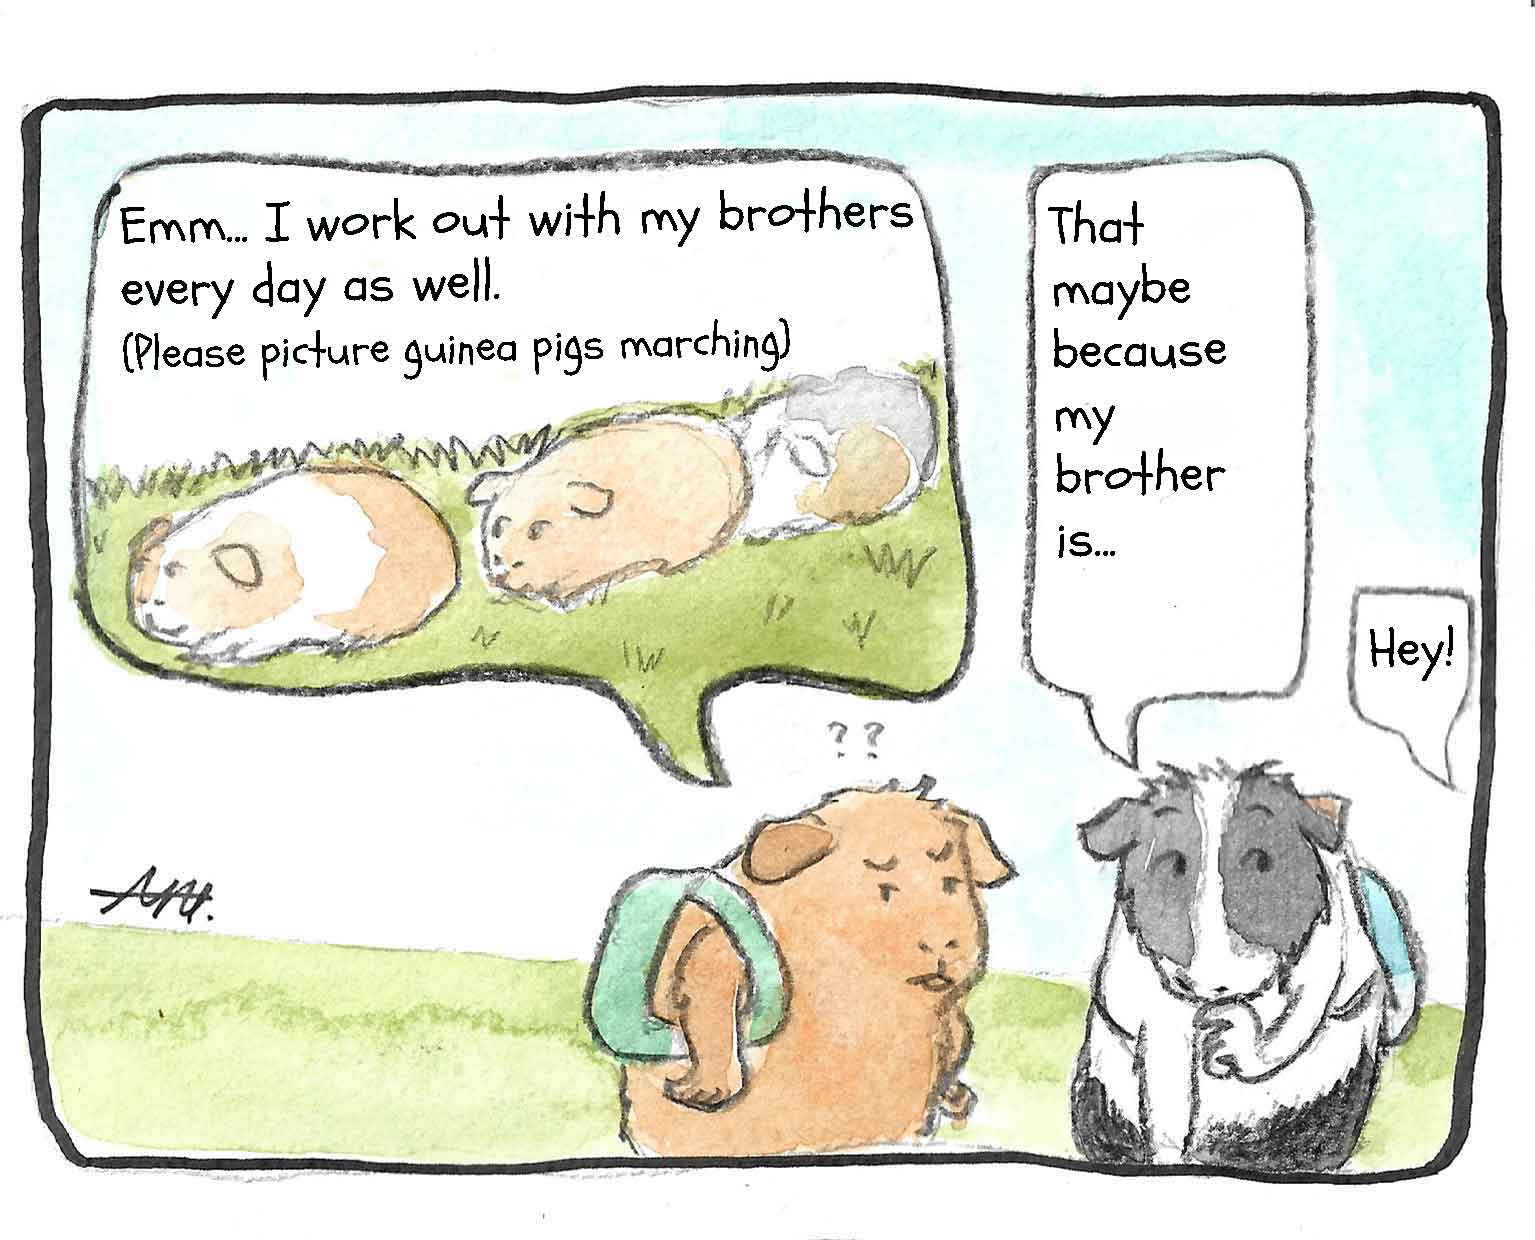 Emm... I work out with my brothers
every day as well.
(Please picture guinea pigs marching)
That
maybe
because
my
brother
is...
Hey!
??